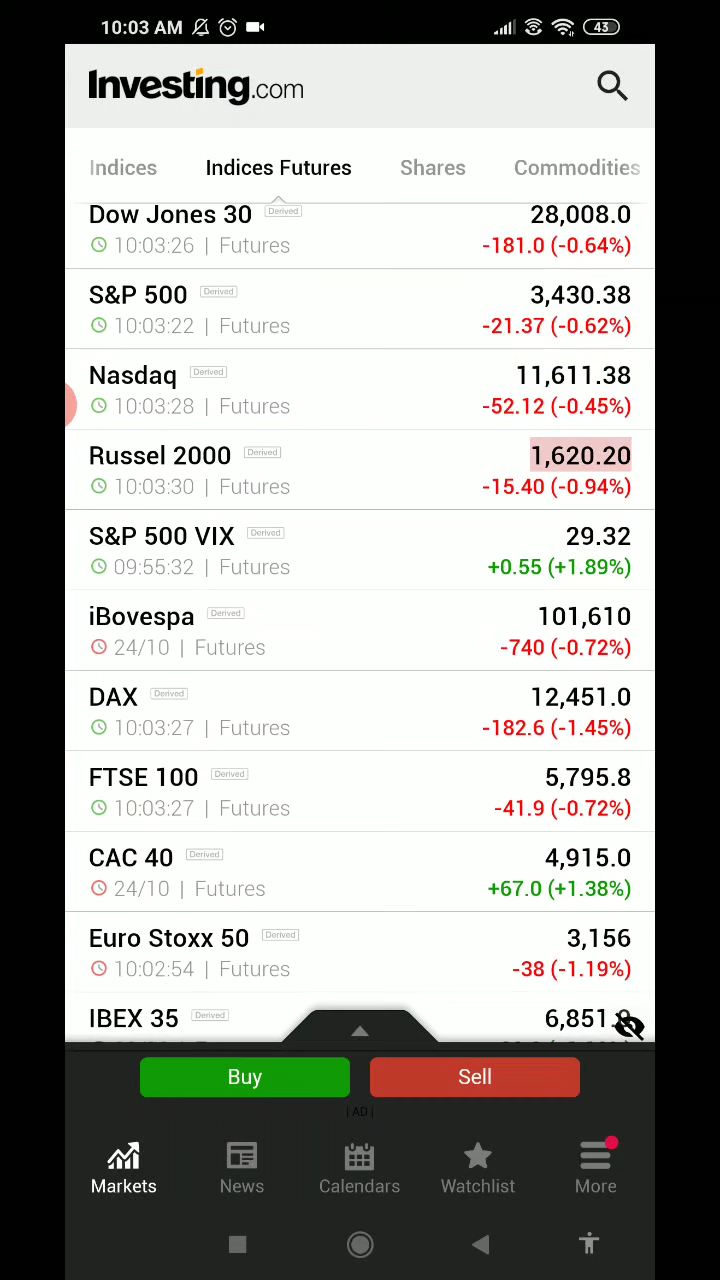 10:03 AM 43
Investing.com
Indices Indices Futures Shares Commodities
Dow Jones 30 Derived 28,008.0
10:03:26 | Futures -181.0 (-0.64%)
S&P 500 Derived 3,430.38
10:03:22 | Futures -21.37 (-0.62%)
Nasdaq Derived 11,611.38
10:03:28 | Futures -52.12 (-0.45%)
Russel 2000 Derived 1,620.20
10:03:30 | Futures -15.40 (-0.94%)
S&P 500 VIX Derived 29.32
09:55:32 | Futures +0.55 (+1.89%)
iBovespa Derived 101,610
24/10 | Futures -740 (-0.72%)
DAX Derived 12,451.0
10:03:27 | Futures -182.6 (-1.45%)
FTSE 100 Derived 5,795.8
10:03:27 | Futures -41.9 (-0.72%)
CAC 40 Derived 4,915.0
24/10 | Futures +67.0 (+1.38%)
Euro Stoxx 50 Derived 3,156
10:02:54 | Futures -38 (-1.19%)
IBEX 35 Derived
Buy Sell
| AD |
Markets News Calendars Watchlist More